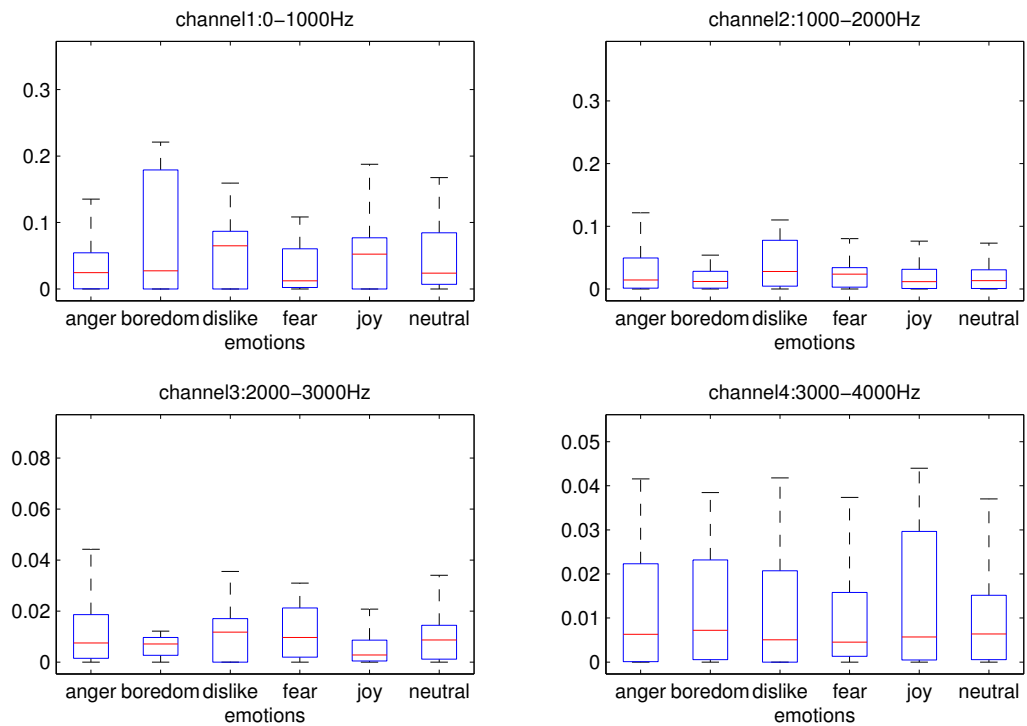 channel1:0−1000Hz
0.3
0.2
0.1
0
anger boredom dislike fear joy neutral
emotions
channel2:1000−2000Hz
0.3
0.2
0.1
0
anger boredom dislike fear joy neutral
emotions
channel3:2000−3000Hz
0.08
0.06
0.04
0.02
0
anger boredom dislike fear joy neutral
emotions
channel4:3000−4000Hz
0.05
0.04
0.03
0.02
0.01
0
anger boredom dislike fear joy neutral
emotions